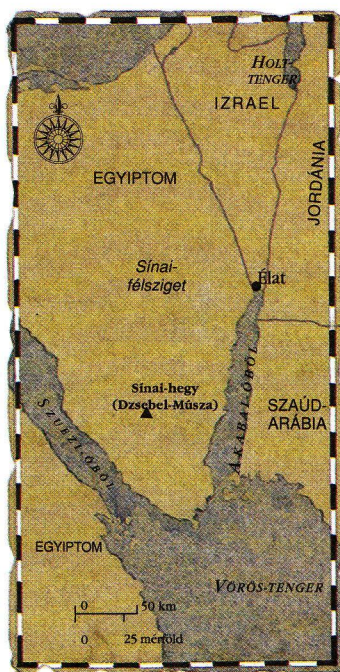 HOLT-
TENGER
IZRAEL
JORDÁNIA
EGYIPTOM
Sínai-
félsziget
Élat
Sínai-hegy
(Dzsebel-Músza)
AKABAI-ÖBÖL
SZUEZI-ÖBÖL
SZAÚD-
ARÁBIA
EGYIPTOM
VÖRÖS-TENGER
0 50 km
0 25 mérföld